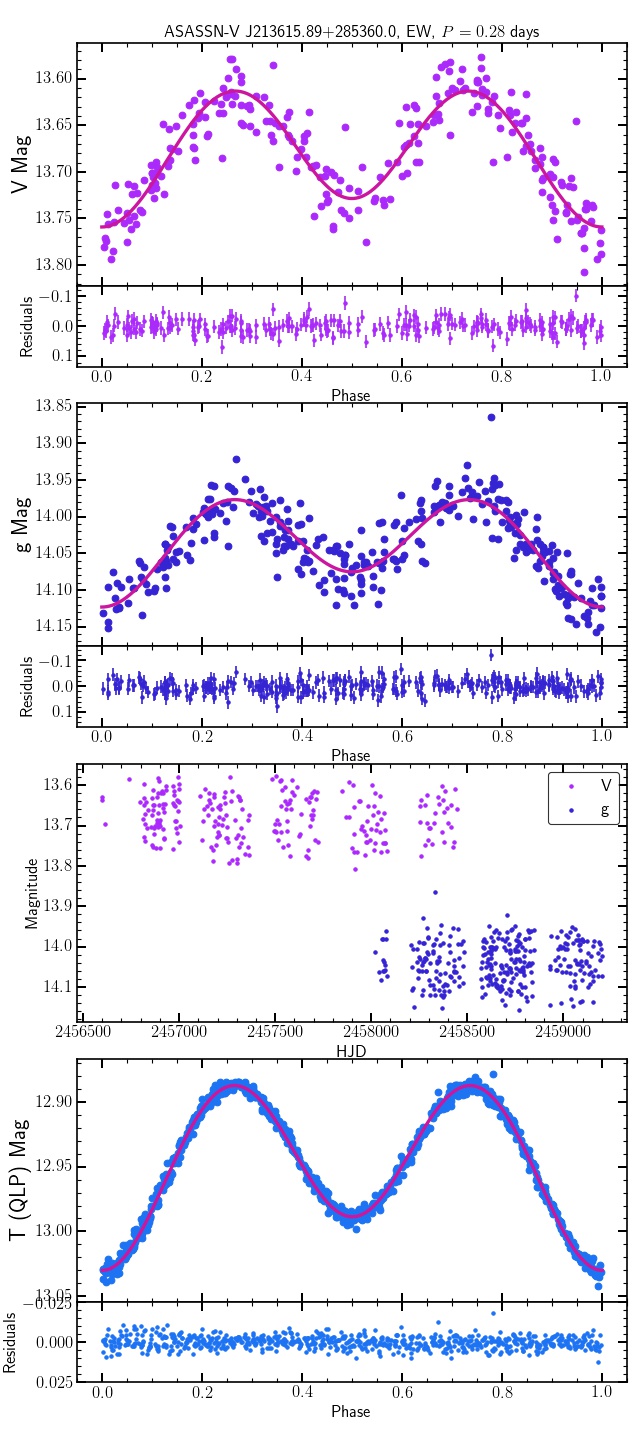 ASASSN-V J213615.89+285360.0, EW, P = 0.28 days
V Mag
13.60
13.65
13.70
13.75
13.80
Residuals
−0.1
0.0
0.1
0.0 0.2 0.4 0.6 0.8 1.0
Phase
g Mag
13.85
13.90
13.95
14.00
14.05
14.10
14.15
Residuals
−0.1
0.0
0.1
0.0 0.2 0.4 0.6 0.8 1.0
Phase
Magnitude
13.6
13.7
13.8
13.9
14.0
14.1
V
g
2456500 2457000 2457500 2458000 2458500 2459000
HJD
T (QLP) Mag
12.90
12.95
13.00
13.05
Residuals
−0.025
0.000
0.025
0.0 0.2 0.4 0.6 0.8 1.0
Phase